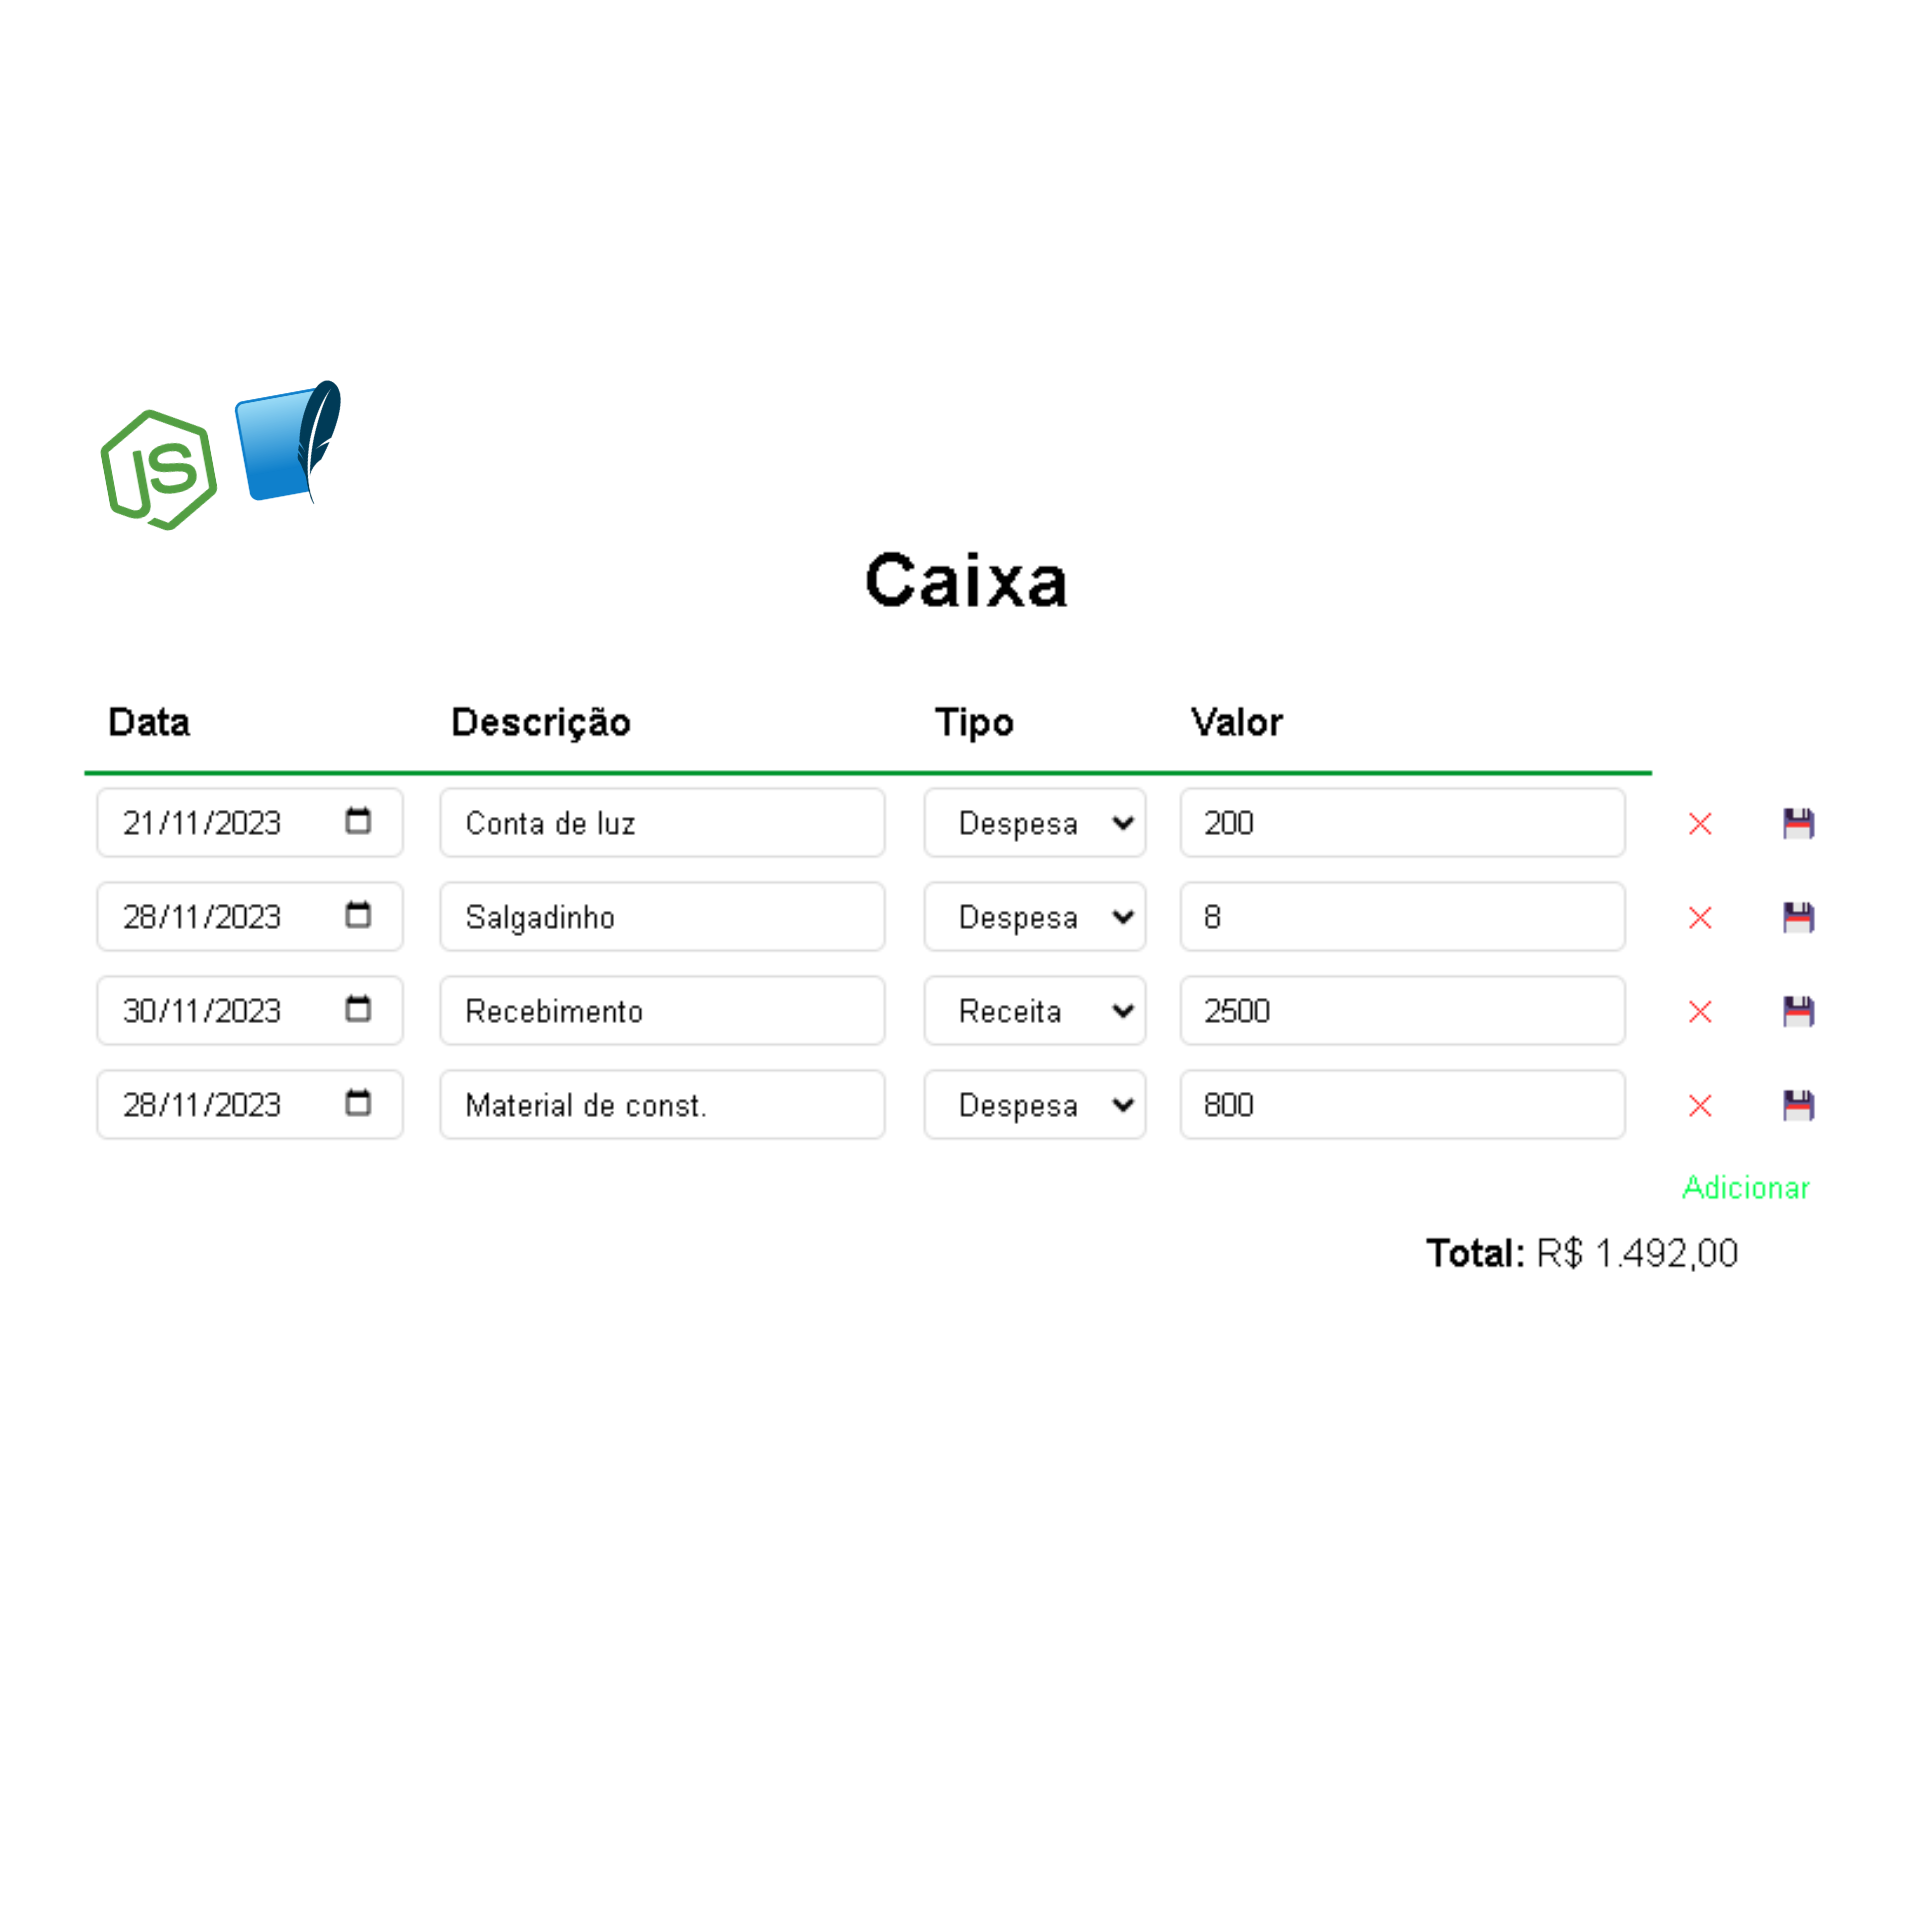 JS
Caixa
Data Descrição Tipo Valor
21/11/2023 Conta de luz Despesa 200
28/11/2023 Salgadinho Despesa 8
30/11/2023 Recebimento Receita 2500
28/11/2023 Material de const. Despesa 800
Adicionar
Total: R$ 1.492,00